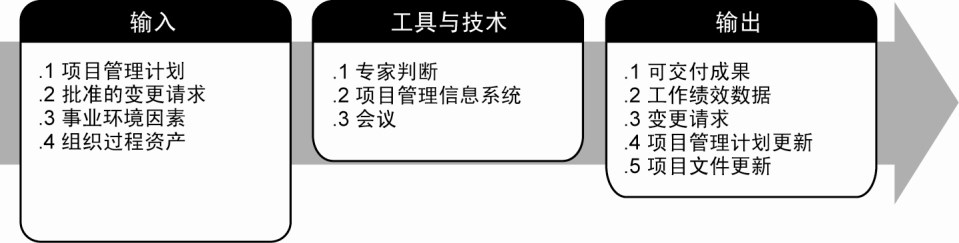 输入
.1 项目管理计划
.2 批准的变更请求
.3 事业环境因素
.4 组织过程资产
工具与技术
.1 专家判断
.2 项目管理信息系统
.3 会议
输出
.1 可交付成果
.2 工作绩效数据
.3 变更请求
.4 项目管理计划更新
.5 项目文件更新